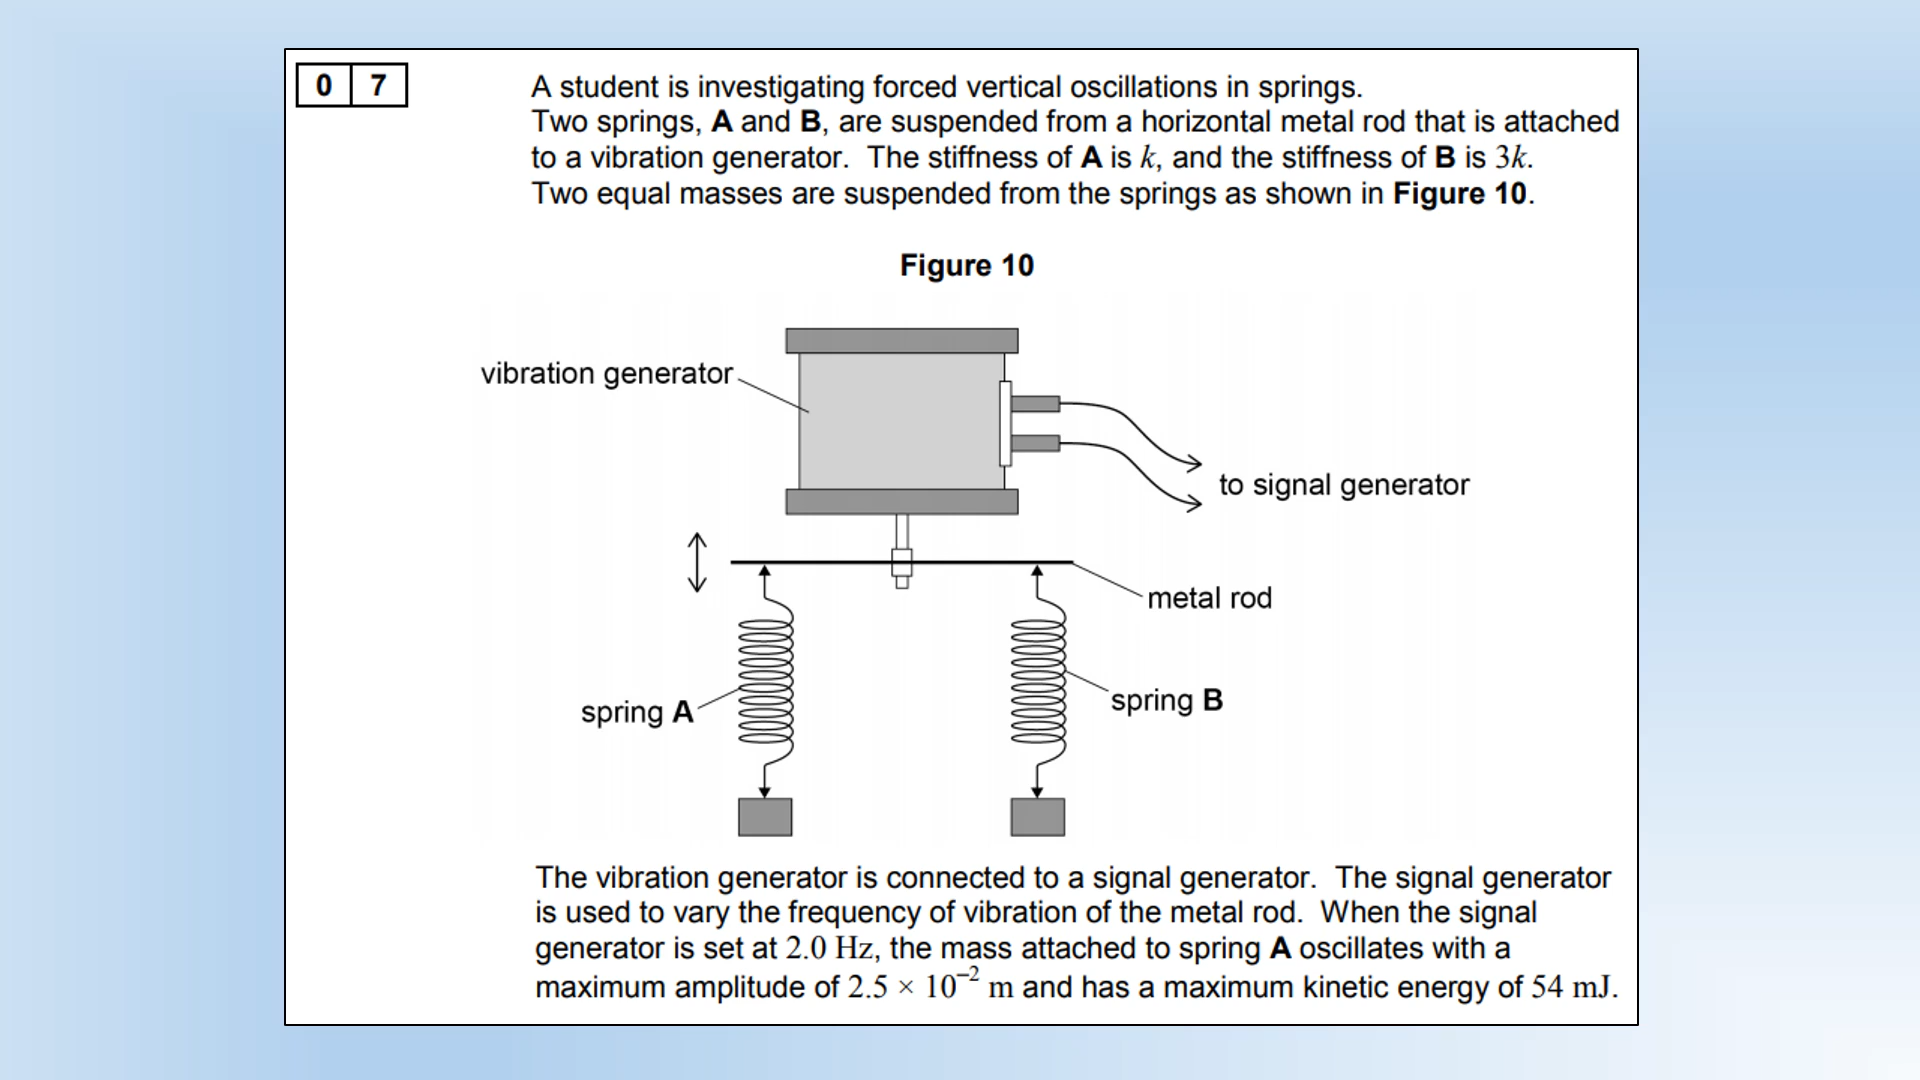 0 7
A student is investigating forced vertical oscillations in springs.
Two springs, A and B, are suspended from a horizontal metal rod that is attached
to a vibration generator. The stiffness of A is k, and the stiffness of B is 3k.
Two equal masses are suspended from the springs as shown in Figure 10.
Figure 10
vibration generator
to signal generator
metal rod
spring A
spring B
The vibration generator is connected to a signal generator. The signal generator
is used to vary the frequency of vibration of the metal rod. When the signal
generator is set at 2.0 Hz, the mass attached to spring A oscillates with a
maximum amplitude of 2.5 × 10⁻² m and has a maximum kinetic energy of 54 mJ.